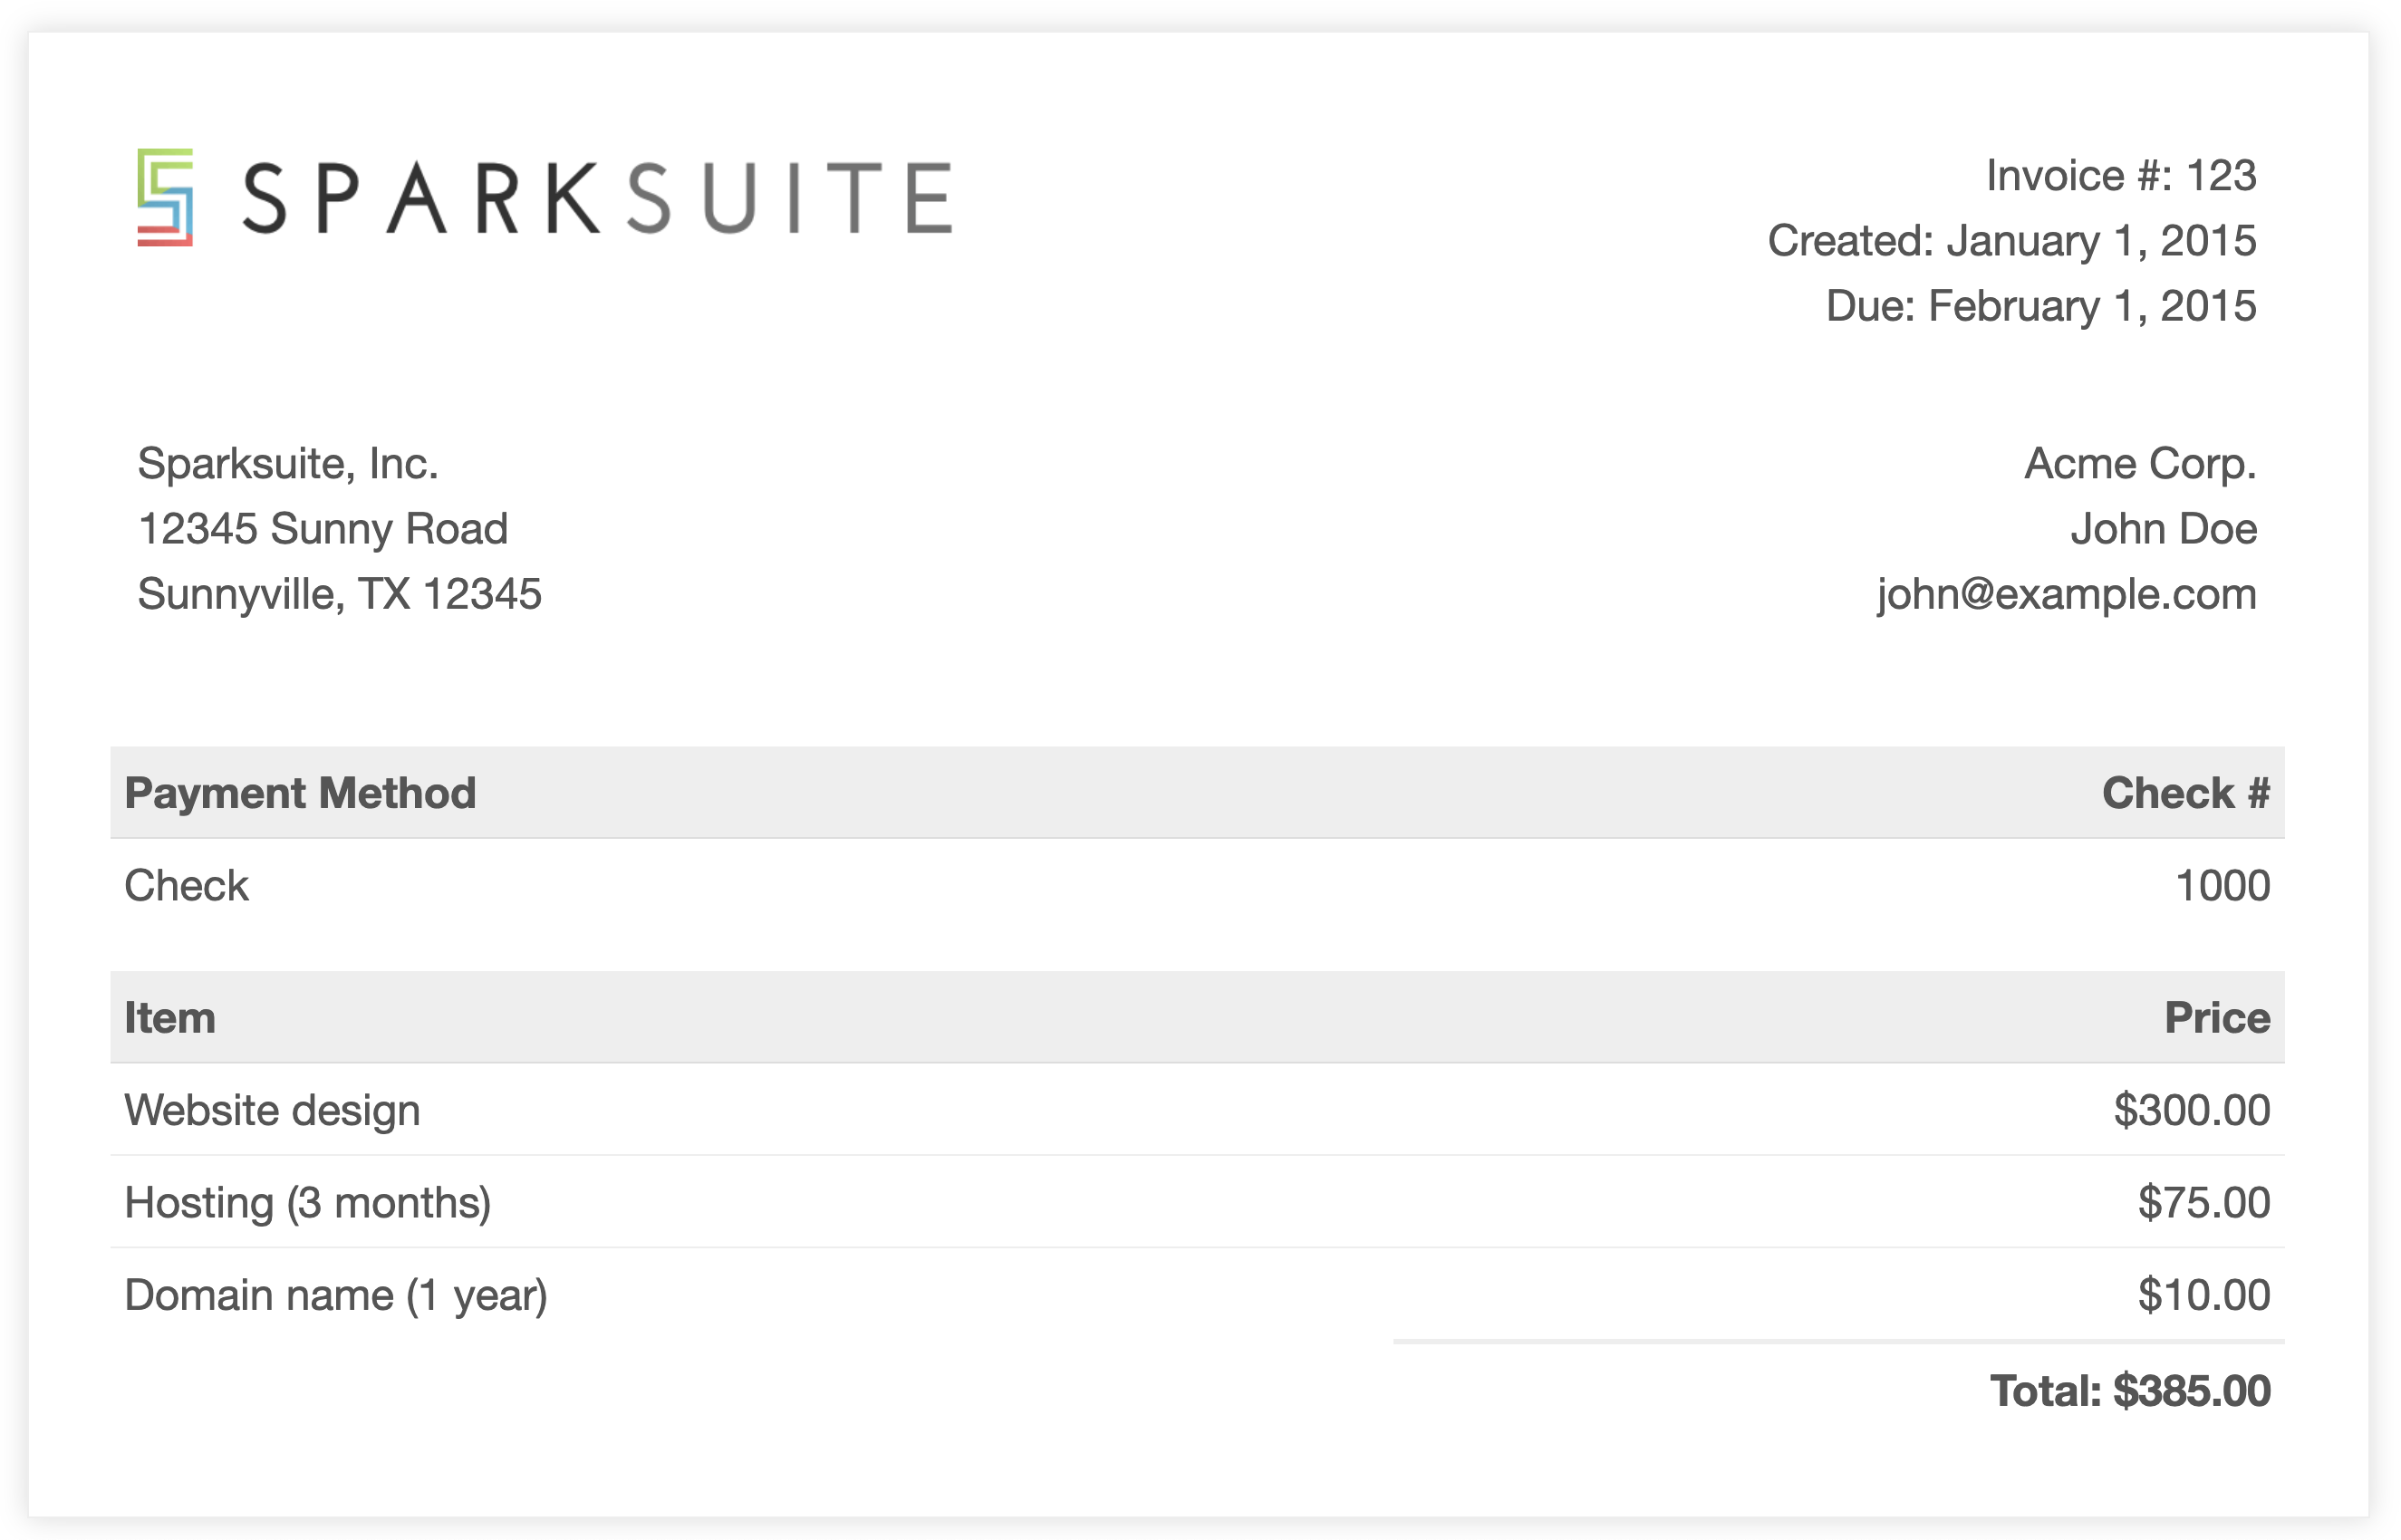 SPARKSUITE
Invoice #: 123
Created: January 1, 2015
Due: February 1, 2015
Sparksuite, Inc.
12345 Sunny Road
Sunnyville, TX 12345
Acme Corp.
John Doe
john@example.com
Payment Method Check #
Check 1000
Item Price
Website design $300.00
Hosting (3 months) $75.00
Domain name (1 year) $10.00
Total: $385.00